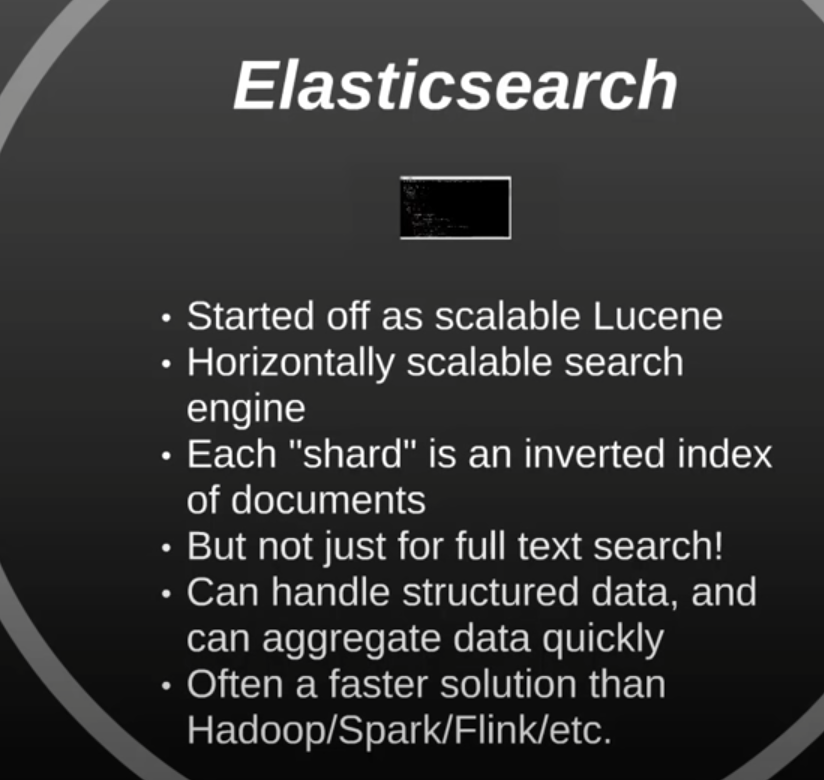 Elasticsearch
• Started off as scalable Lucene
• Horizontally scalable search
engine
• Each "shard" is an inverted index
of documents
• But not just for full text search!
• Can handle structured data, and
can aggregate data quickly
• Often a faster solution than
Hadoop/Spark/Flink/etc.